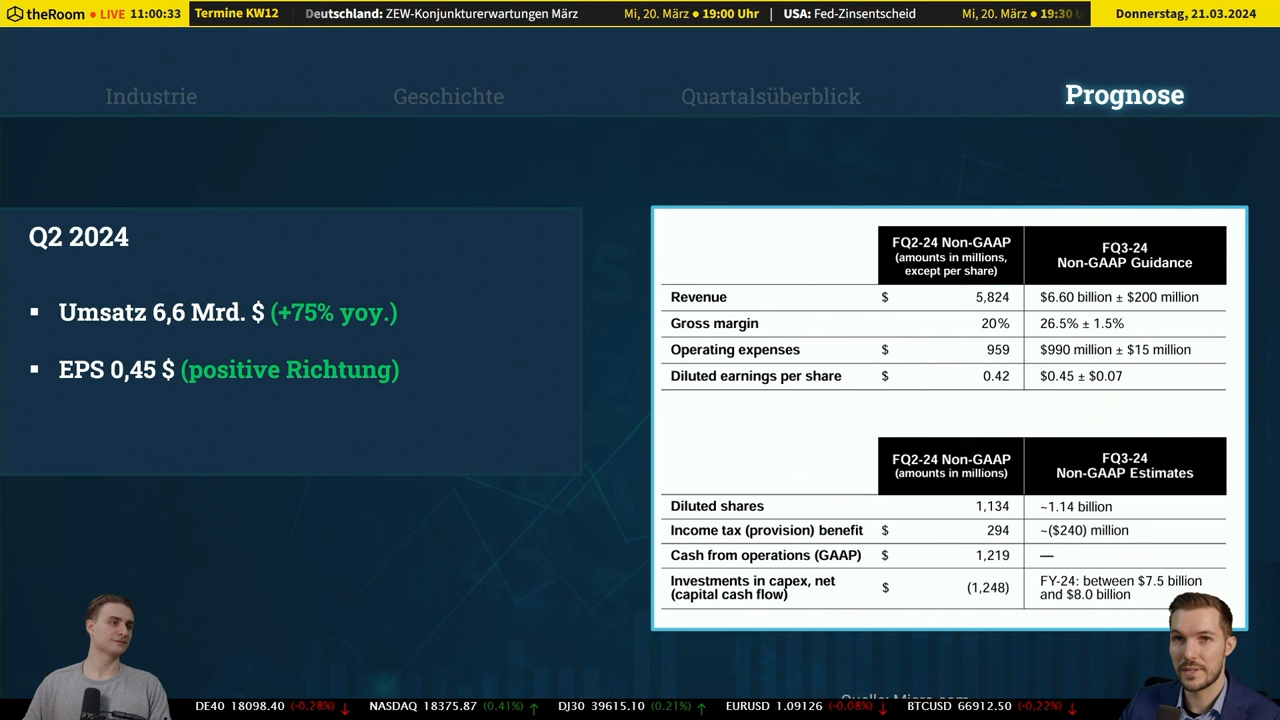 theRoom • LIVE 11:00:33
Termine KW12
Deutschland: ZEW-Konjunkturerwartungen März
Mi, 20. März • 19:00 Uhr
USA: Fed-Zinsentscheid
Mi, 20. März • 19:30 U
Donnerstag, 21.03.2024
Industrie
Geschichte
Quartalsüberblick
Prognose
Q2 2024
▪ Umsatz 6,6 Mrd. $ (+75% yoy.)
▪ EPS 0,45 $ (positive Richtung)
FQ2-24 Non-GAAP
(amounts in millions,
except per share)
FQ3-24
Non-GAAP Guidance
Revenue $ 5,824 $6.60 billion ± $200 million
Gross margin 20% 26.5% ± 1.5%
Operating expenses $ 959 $990 million ± $15 million
Diluted earnings per share $ 0.42 $0.45 ± $0.07
FQ2-24 Non-GAAP
(amounts in millions)
FQ3-24
Non-GAAP Estimates
Diluted shares 1,134 ~1.14 billion
Income tax (provision) benefit $ 294 ~($240) million
Cash from operations (GAAP) $ 1,219 —
Investments in capex, net
(capital cash flow)
$ (1,248)
FY-24: between $7.5 billion
and $8.0 billion
DE40 18098.40 (-0.28%) ↓ NASDAQ 18375.87 (0.41%) ↑ DJ30 39615.10 (0.21%) ↑ EURUSD 1.09126 (-0.08%) ↓ BTCUSD 66912.50 (-0.22%) ↓